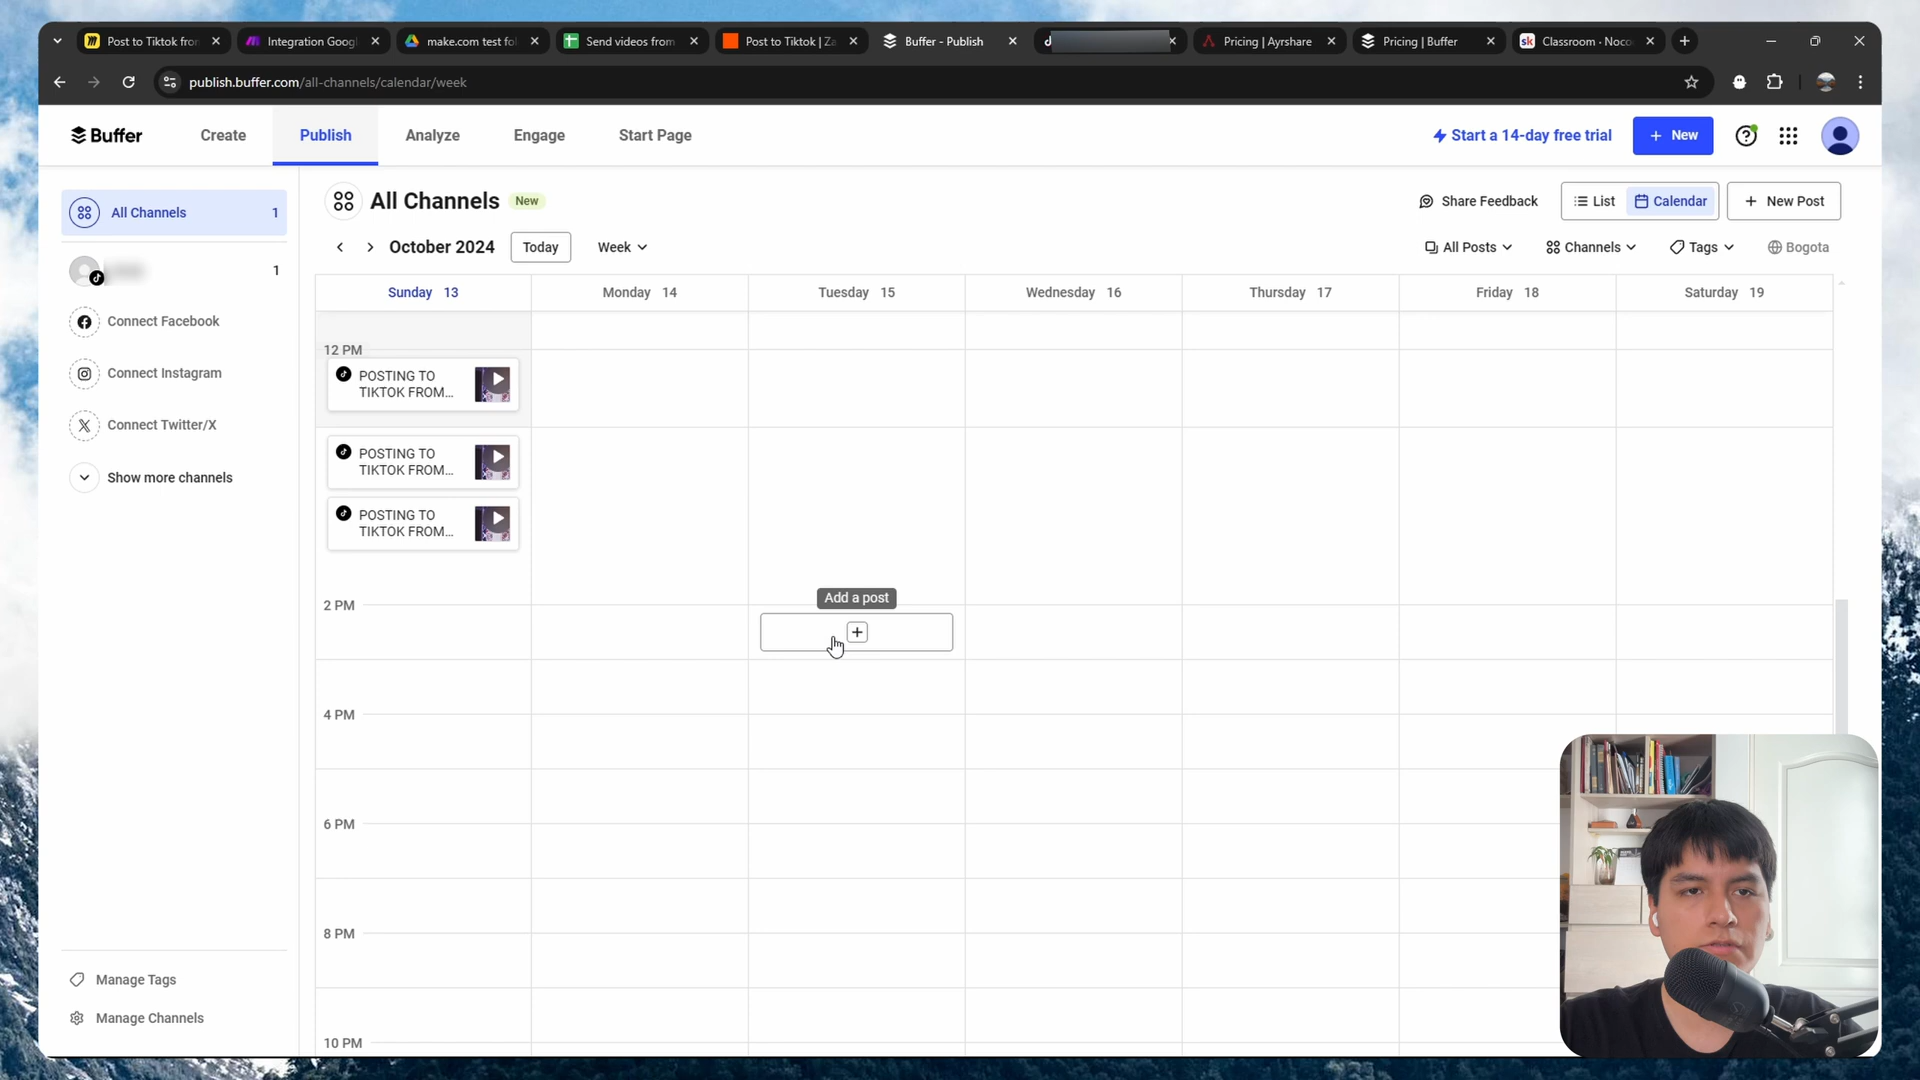 Post to Tiktok fron
Integration Googl
make.com test fo
Send videos from
Post to Tiktok | Za
Buffer - Publish
Pricing | Ayrshare
Pricing | Buffer
sk
Classroom · Noco
publish.buffer.com/all-channels/calendar/week
Buffer
Create
Publish
Analyze
Engage
Start Page
Start a 14-day free trial
+ New
All Channels
1
1
Connect Facebook
Connect Instagram
Connect Twitter/X
Show more channels
Manage Tags
Manage Channels
All Channels
New
Share Feedback
List
Calendar
+ New Post
October 2024
Today
Week
All Posts
Channels
Tags
Bogota
Sunday 13
Monday 14
Tuesday 15
Wednesday 16
Thursday 17
Friday 18
Saturday 19
12 PM
POSTING TO
TIKTOK FROM...
POSTING TO
TIKTOK FROM...
POSTING TO
TIKTOK FROM...
Add a post
2 PM
4 PM
6 PM
8 PM
10 PM